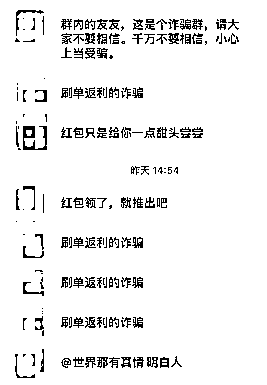 群内的友友，这是个诈骗群，请大
家不要相信。千万不要相信，小心
上当受骗。
刷单返利的诈骗
红包只是给你一点甜头尝尝
昨天 14:54
红包领了，就推出吧
刷单返利的诈骗
刷单返利的诈骗
刷单返利的诈骗
@世界那有真情 明白人